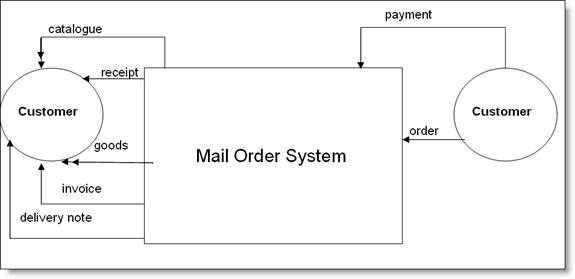 payment
catalogue
receipt
Customer
Customer
order
goods
Mail Order System
invoice
delivery note